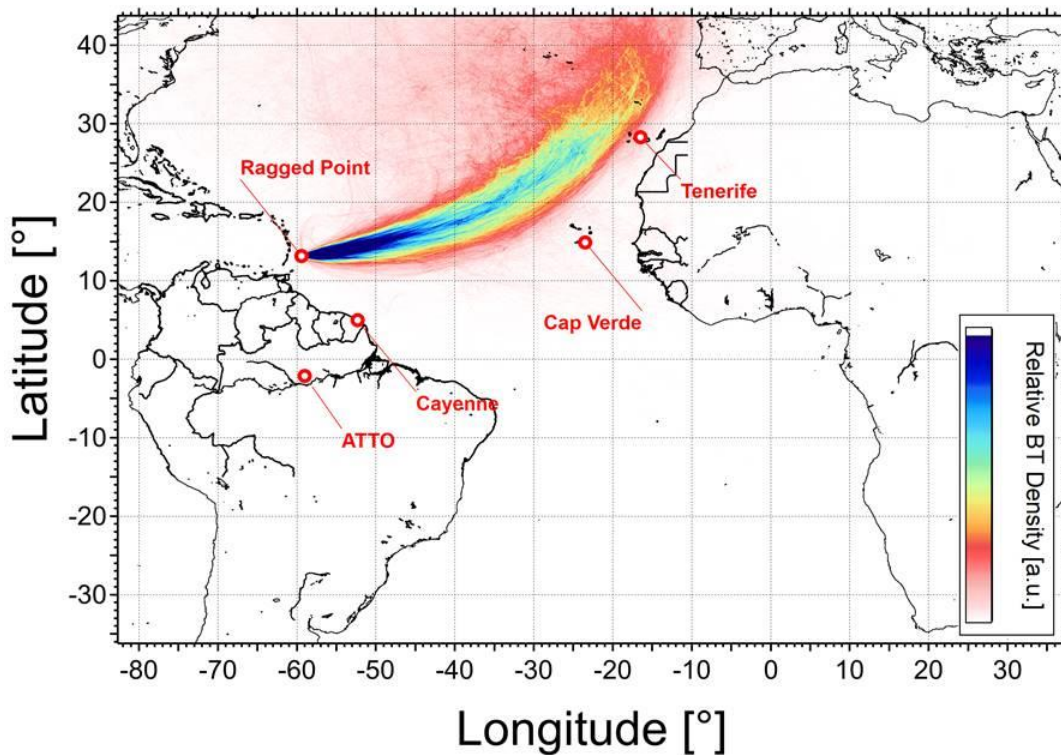 Latitude [°]
40
30
20
10
0
-10
-20
-30
Ragged Point
Tenerife
Cap Verde
Cayenne
ATTO
Relative BT Density [a.u.]
-80 -70 -60 -50 -40 -30 -20 -10 0 10 20 30
Longitude [°]